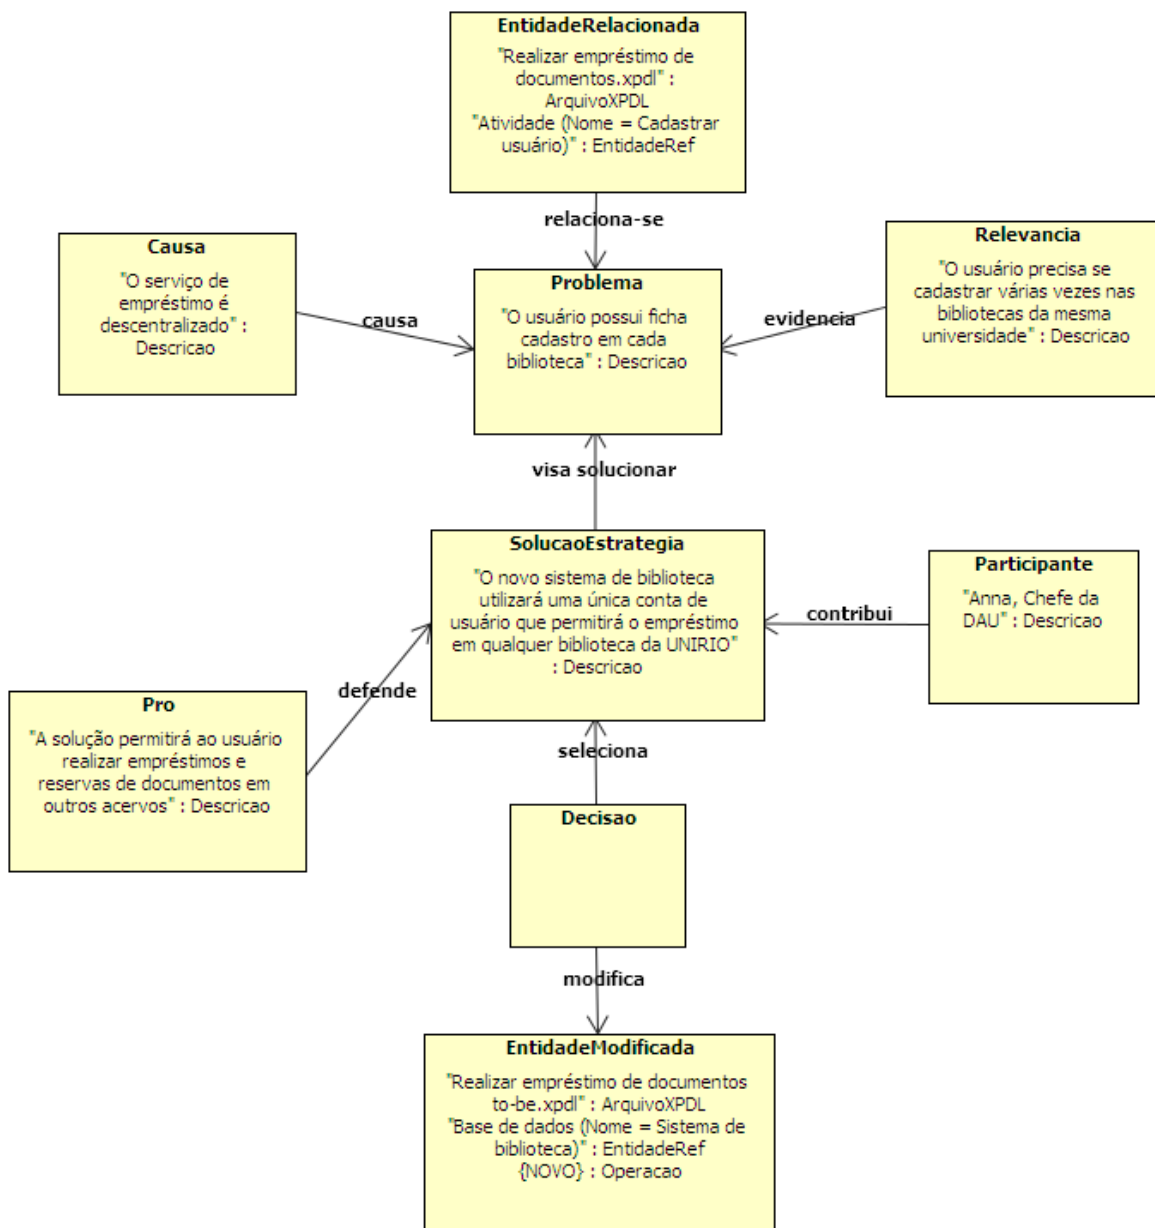 EntidadeRelacionada
"Realizar empréstimo de
documentos.xpdl" :
ArquivoXPDL
"Atividade (Nome = Cadastrar
usuário)" : EntidadeRef
relaciona-se
Causa
"O serviço de
empréstimo é
descentralizado" :
Descricao
causa
Problema
"O usuário possui ficha
cadastro em cada
biblioteca" : Descricao
evidencia
Relevancia
"O usuário precisa se
cadastrar várias vezes nas
bibliotecas da mesma
universidade" : Descricao
visa solucionar
SolucaoEstrategia
"O novo sistema de biblioteca
utilizará uma única conta de
usuário que permitirá o empréstimo
em qualquer biblioteca da UNIRIO"
: Descricao
contribui
Participante
"Anna, Chefe da
DAU" : Descricao
defende
Pro
"A solução permitirá ao usuário
realizar empréstimos e
reservas de documentos em
outros acervos" : Descricao
seleciona
Decisao
modifica
EntidadeModificada
"Realizar empréstimo de documentos
to-be.xpdl" : ArquivoXPDL
"Base de dados (Nome = Sistema de
biblioteca)" : EntidadeRef
{NOVO} : Operacao